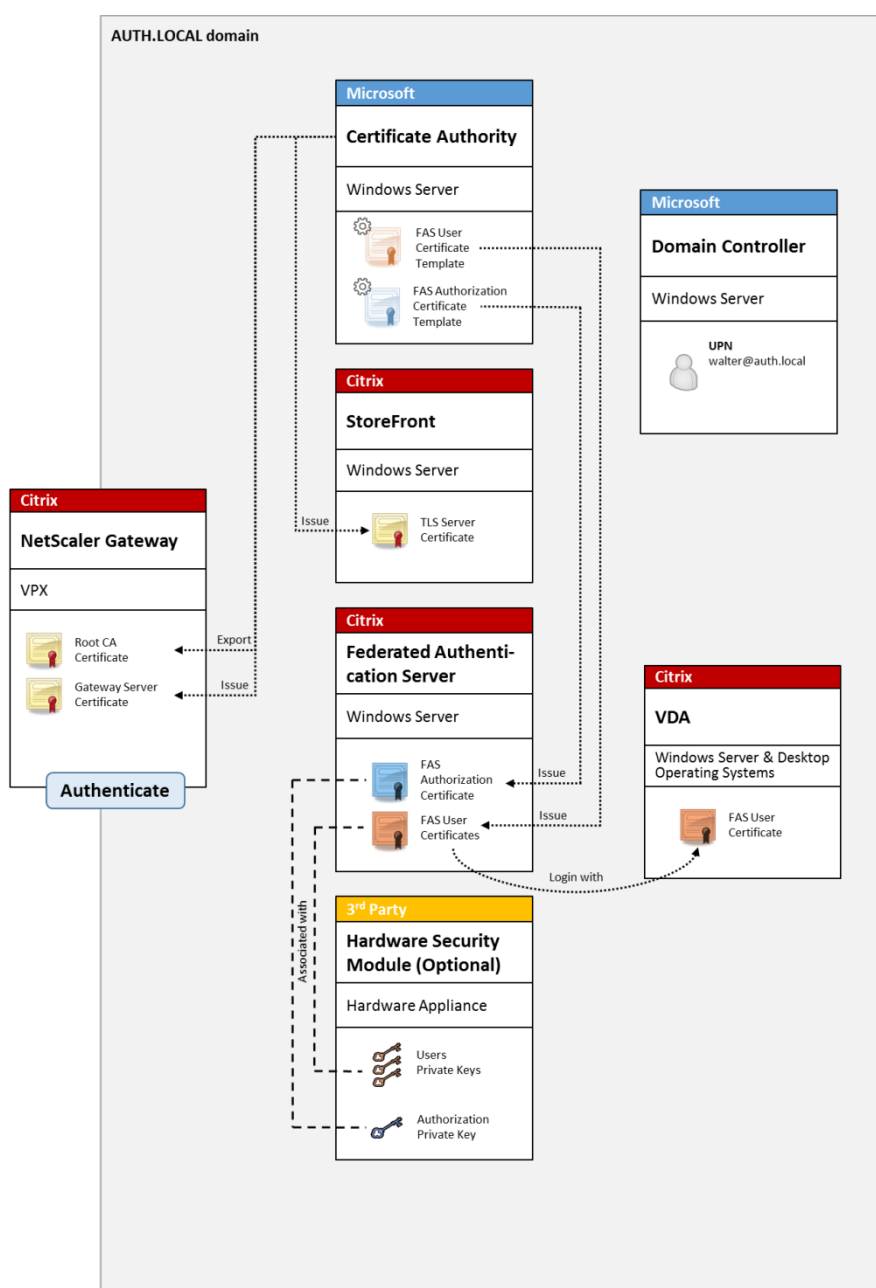 AUTH.LOCAL domain
Microsoft
Certificate Authority
Windows Server
FAS User
Certificate
Template
FAS Authorization
Certificate
Template
Microsoft
Domain Controller
Windows Server
UPN
walter@auth.local
Citrix
StoreFront
Windows Server
Issue
TLS Server
Certificate
Citrix
NetScaler Gateway
VPX
Root CA
Certificate
Export
Gateway Server
Certificate
Issue
Authenticate
Citrix
Federated Authenti-
cation Server
Windows Server
FAS
Authorization
Certificate
Issue
FAS User
Certificates
Issue
Citrix
VDA
Windows Server & Desktop
Operating Systems
FAS User
Certificate
Login with
Associated with
3rd Party
Hardware Security
Module (Optional)
Hardware Appliance
Users
Private Keys
Authorization
Private Key